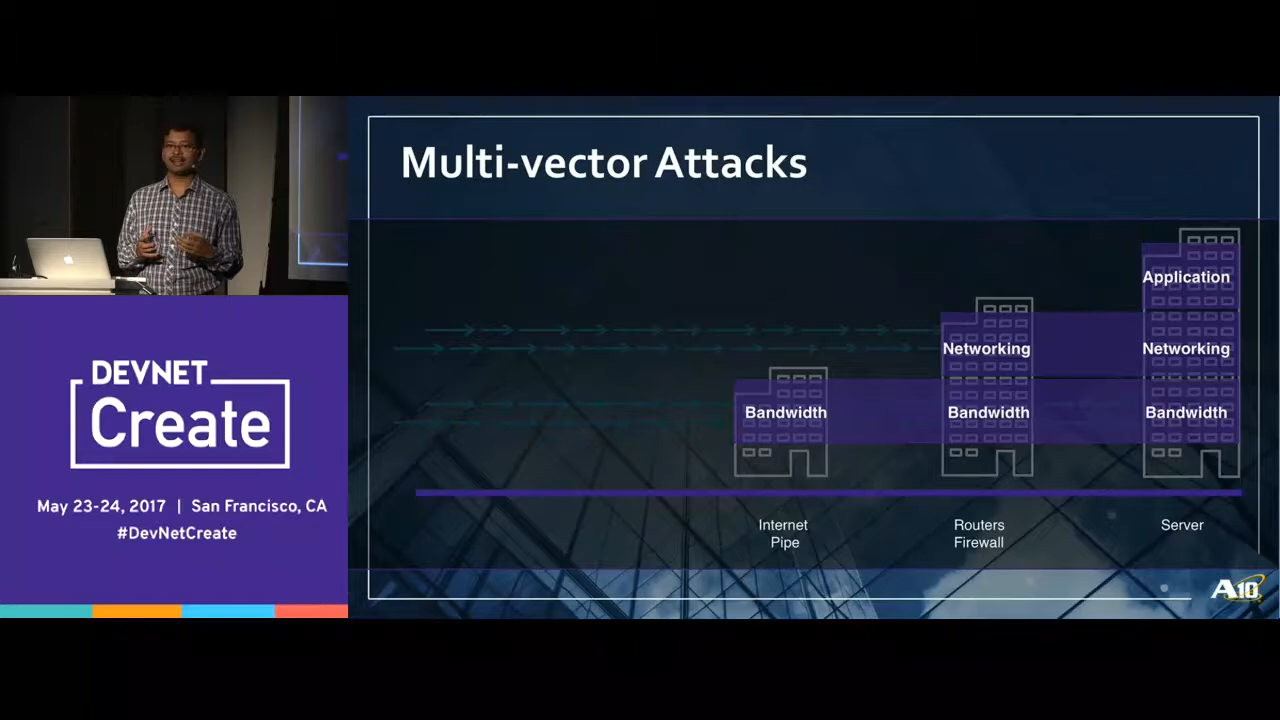 DEVNET
Create
May 23-24, 2017 | San Francisco, CA
#DevNetCreate
Multi-vector Attacks
Application
Networking
Networking
Bandwidth
Bandwidth
Bandwidth
Internet
Pipe
Routers
Firewall
Server
A10